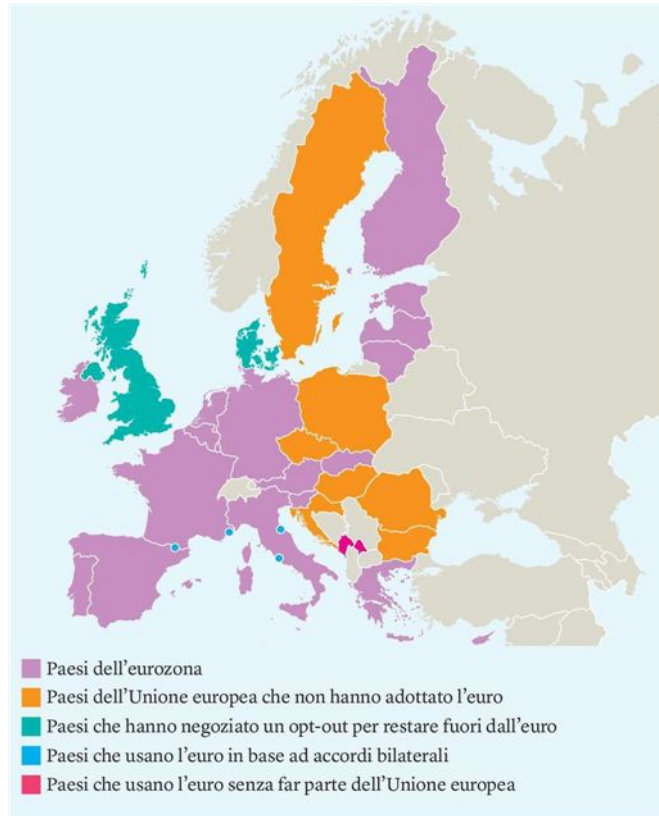 Paesi dell'eurozona
Paesi dell'Unione europea che non hanno adottato l'euro
Paesi che hanno negoziato un opt-out per restare fuori dall'euro
Paesi che usano l'euro in base ad accordi bilaterali
Paesi che usano l'euro senza far parte dell'Unione europea